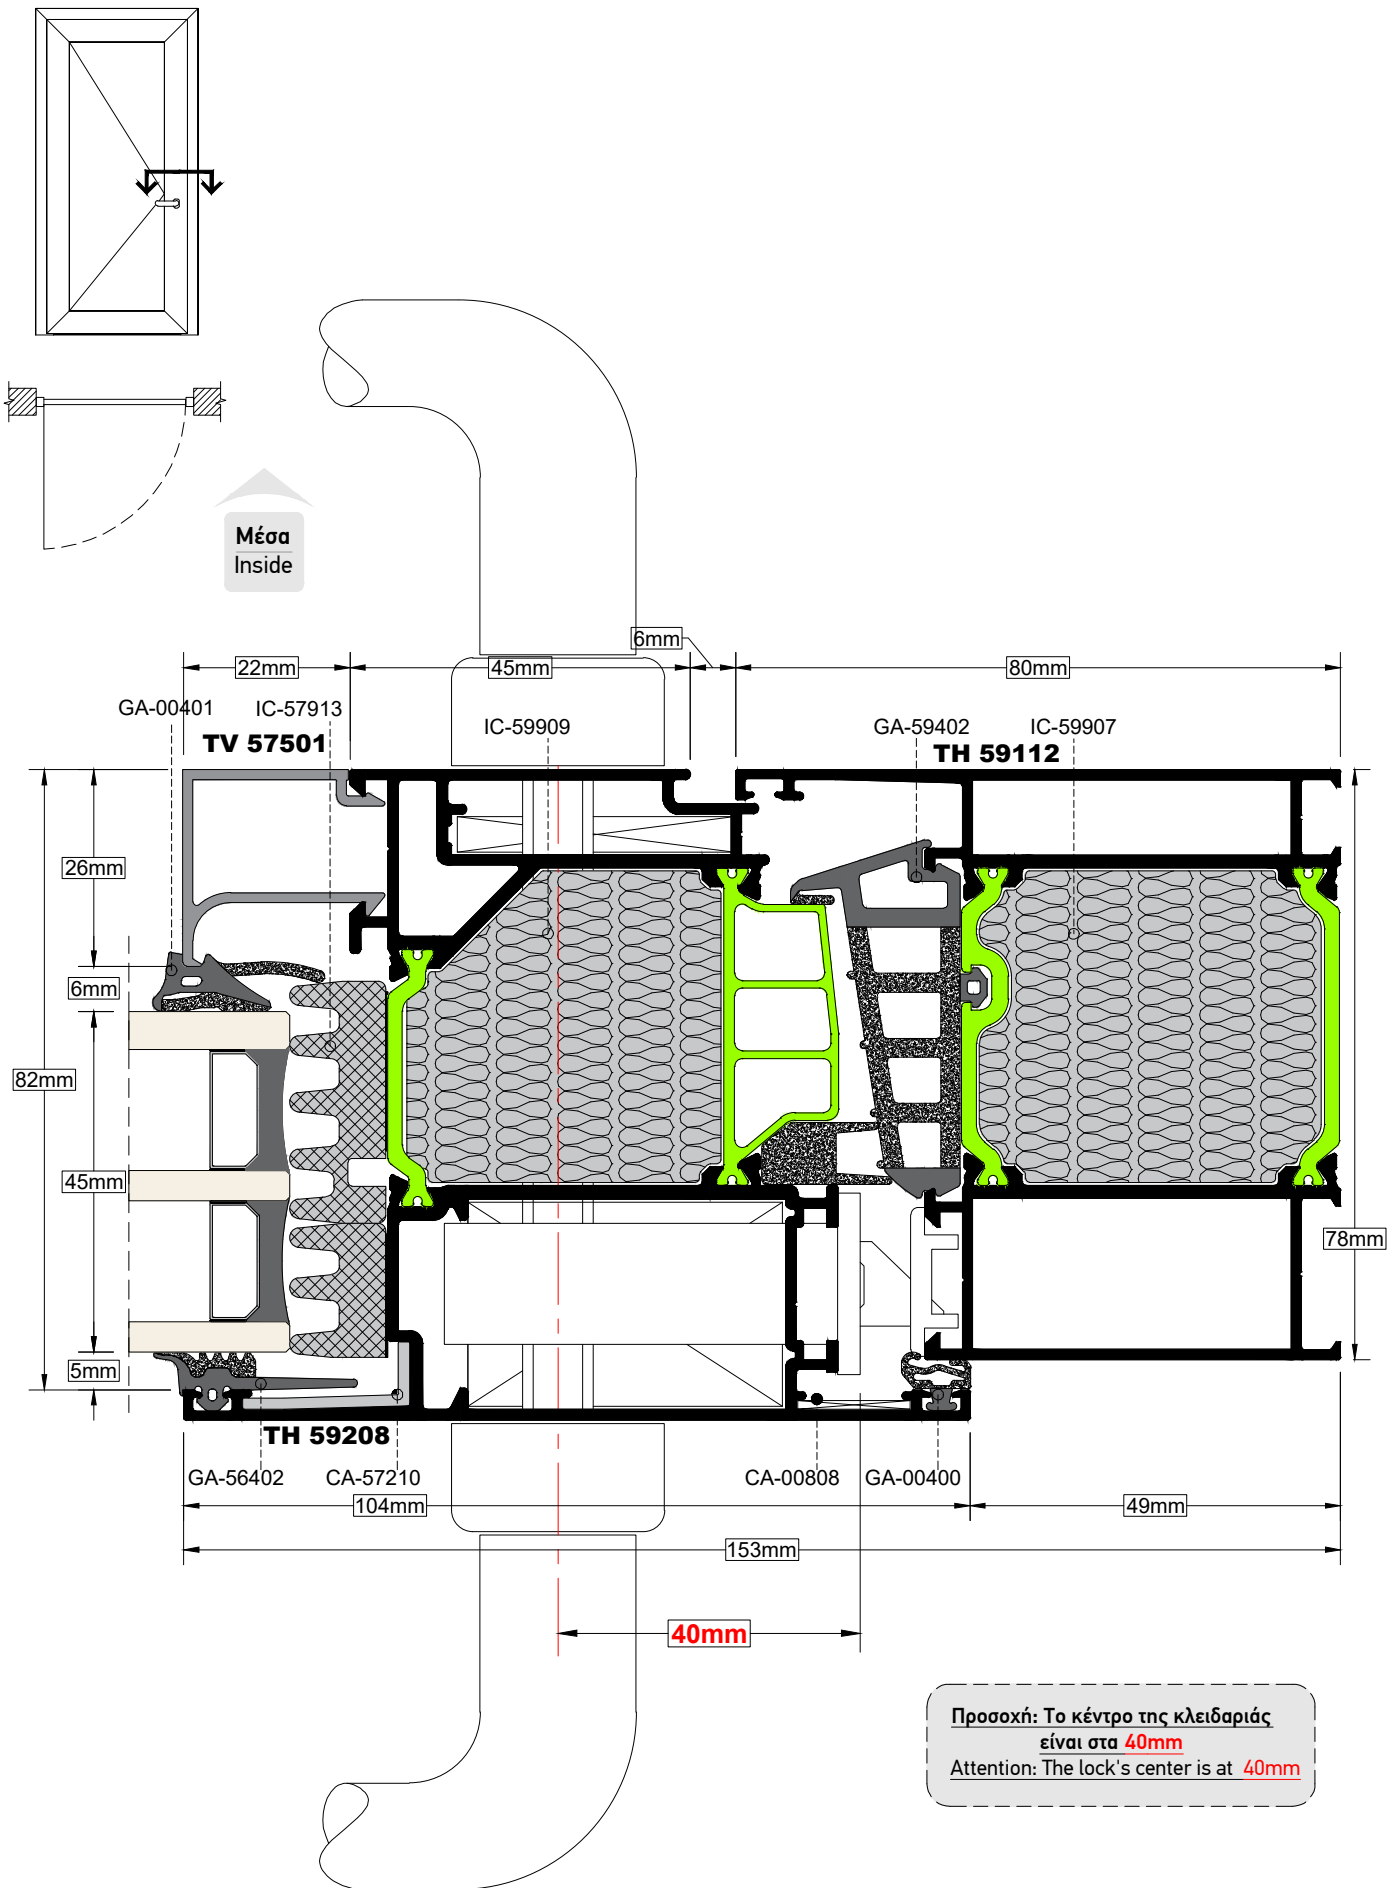 Μέσα
Inside
6mm
22mm
45mm
80mm
GA-00401
IC-57913
IC-59909
GA-59402
IC-59907
TV 57501
TH 59112
26mm
6mm
82mm
45mm
78mm
5mm
TH 59208
GA-56402
CA-57210
CA-00808
GA-00400
104mm
49mm
153mm
40mm
Προσοχή: Το κέντρο της κλειδαριάς
είναι στα 40mm
Attention: The lock's center is at 40mm